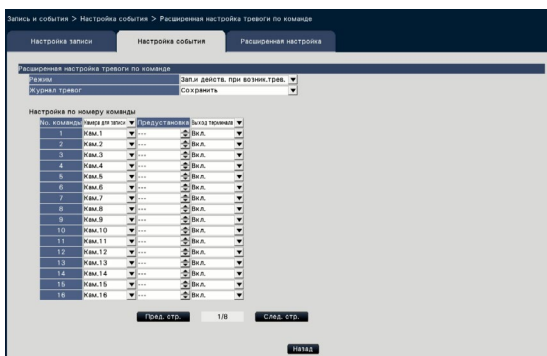 Запись и события > Настройка события > Расширенная настройка тревоги по команде
Настройка записи Настройка события Расширенная настройка
Расширенная настройка тревоги по команде
Режим Зап.и действ. при возник.трев.
Журнал тревог Сохранить
Настройка по номеру команды
No. команды Камера для записи Предустановка Выход терминала
1 Кам.1 --- Вкл.
2 Кам.2 --- Вкл.
3 Кам.3 --- Вкл.
4 Кам.4 --- Вкл.
5 Кам.5 --- Вкл.
6 Кам.6 --- Вкл.
7 Кам.7 --- Вкл.
8 Кам.8 --- Вкл.
9 Кам.9 --- Вкл.
10 Кам.10 --- Вкл.
11 Кам.11 --- Вкл.
12 Кам.12 --- Вкл.
13 Кам.13 --- Вкл.
14 Кам.14 --- Вкл.
15 Кам.15 --- Вкл.
16 Кам.16 --- Вкл.
Пред. стр. 1/8 След. стр.
Назад